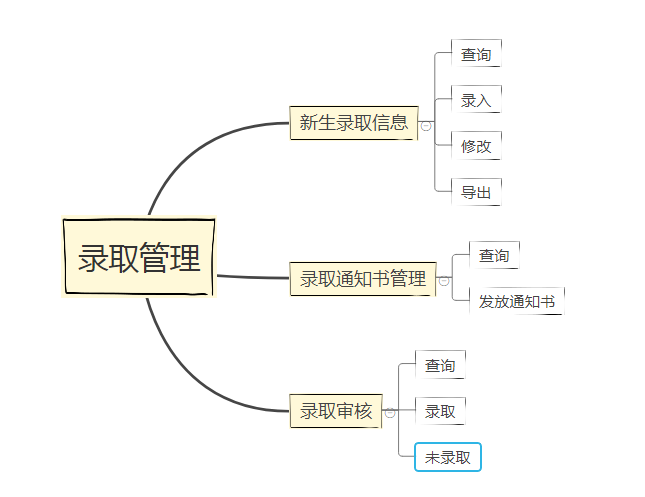 录取管理
新生录取信息
查询
录入
修改
导出
录取通知书管理
查询
发放通知书
录取审核
查询
录取
未录取